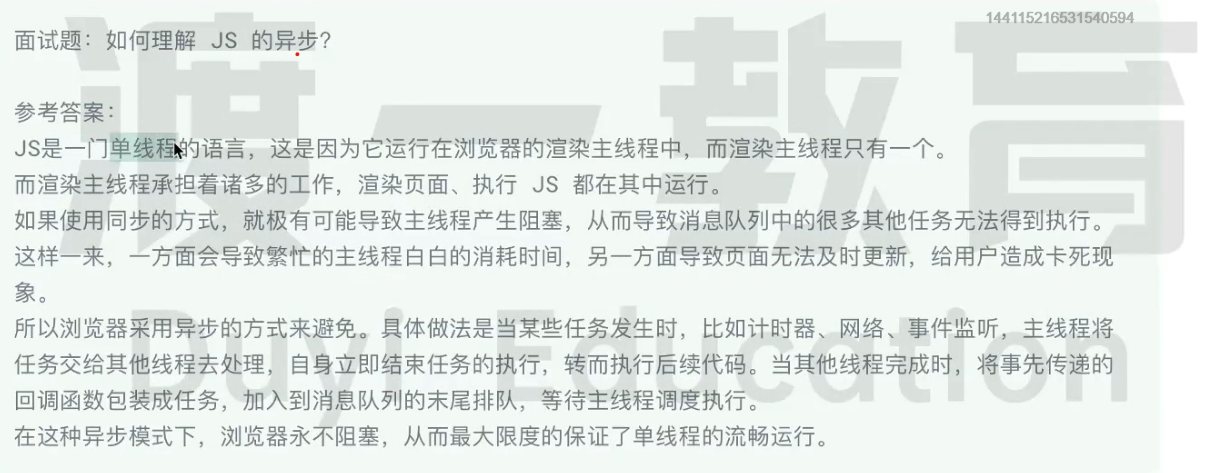 144115216531540594
面试题：如何理解 JS 的异步？
参考答案：
JS是一门单线程的语言，这是因为它运行在浏览器的渲染主线程中，而渲染主线程只有一个。
而渲染主线程承担着诸多的工作，渲染页面、执行 JS 都在其中运行。
如果使用同步的方式，就极有可能导致主线程产生阻塞，从而导致消息队列中的很多其他任务无法得到执行。
这样一来，一方面会导致繁忙的主线程白白的消耗时间，另一方面导致页面无法及时更新，给用户造成卡死现
象。
所以浏览器采用异步的方式来避免。具体做法是当某些任务发生时，比如计时器、网络、事件监听，主线程将
任务交给其他线程去处理，自身立即结束任务的执行，转而执行后续代码。当其他线程完成时，将事先传递的
回调函数包装成任务，加入到消息队列的末尾排队，等待主线程调度执行。
在这种异步模式下，浏览器永不阻塞，从而最大限度的保证了单线程的流畅运行。
渡一教育
Duyi Education